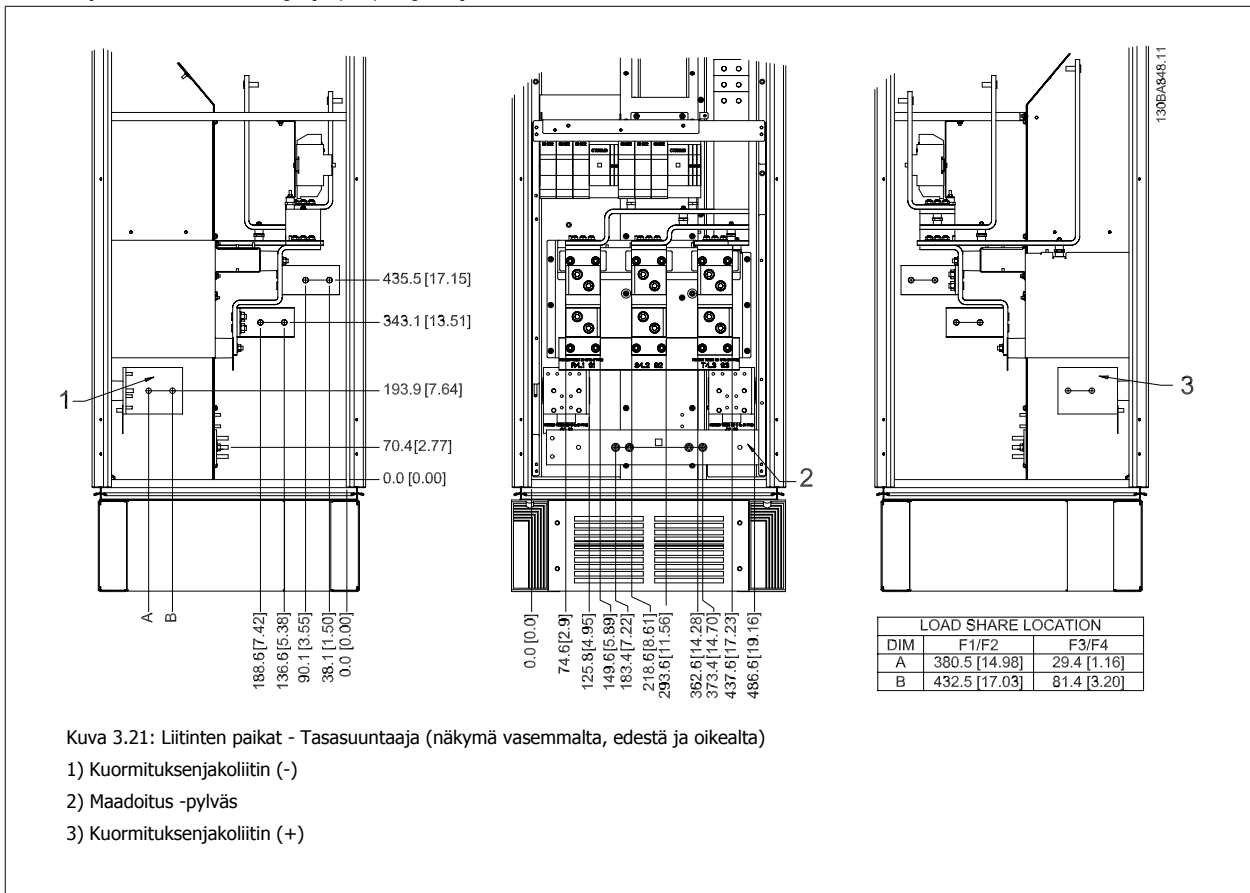 130BA848.11
435.5 [17.15]
343.1 [13.51]
193.9 [7.64]
70.4 [2.77]
0.0 [0.00]
1
A
B
188.6 [7.42]
136.6 [5.38]
90.1 [3.55]
38.1 [1.50]
0.0 [0.00]
R/L1 91
S/L2 92
T/L3 93
2
0.0 [0.0]
74.6 [2.9]
125.8 [4.95]
149.6 [5.89]
183.4 [7.22]
218.6 [8.61]
293.6 [11.56]
362.6 [14.28]
373.4 [14.70]
437.6 [17.23]
486.6 [19.16]
3
LOAD SHARE LOCATION
DIM F1/F2 F3/F4
A 380.5 [14.98] 29.4 [1.16]
B 432.5 [17.03] 81.4 [3.20]
Kuva 3.21: Liitinten paikat - Tasasuuntaaja (näkymä vasemmalta, edestä ja oikealta)
1) Kuormituksenjakoliitin (-)
2) Maadoitus -pylväs
3) Kuormituksenjakoliitin (+)